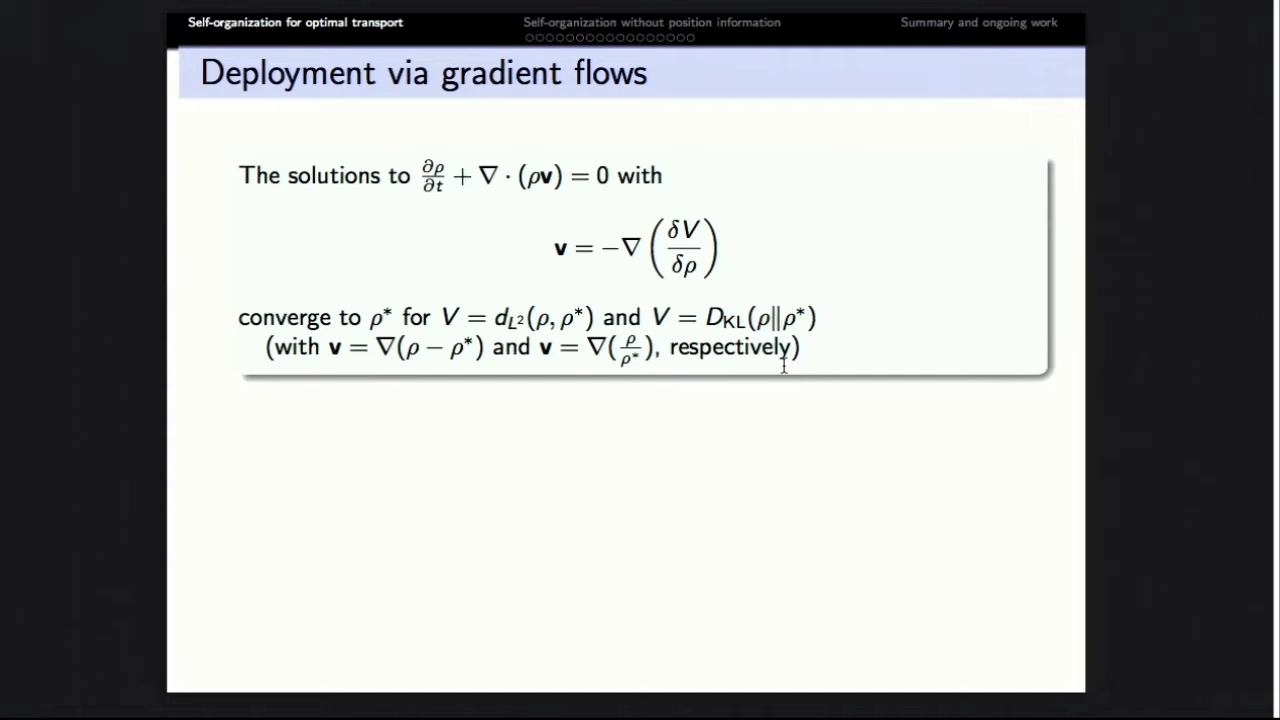 Self-organization for optimal transport Self-organization without position information Summary and ongoing work
Deployment via gradient flows
The solutions to ∂ρ/∂t + ∇ · (ρv) = 0 with
v = −∇ (δV/δρ)
converge to ρ* for V = d_{L²}(ρ, ρ*) and V = D_{KL}(ρ‖ρ*)
(with v = ∇(ρ − ρ*) and v = ∇(ρ/ρ*), respectively)